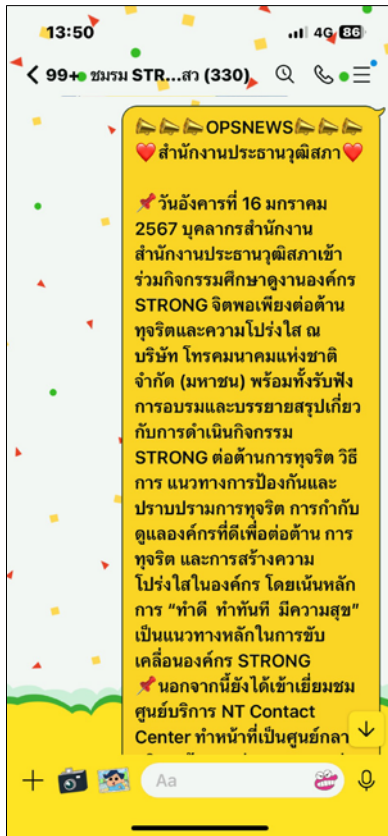 13:50
4G 86
99+ ชมรม STR...สว (330)
OPSNEWS
สำนักงานประธานวุฒิสภา
วันอังคารที่ 16 มกราคม
2567 บุคลากรสำนักงาน
สำนักงานประธานวุฒิสภาเข้า
ร่วมกิจกรรมศึกษาดูงานองค์กร
STRONG จิตพอเพียงต่อต้าน
ทุจริตและความโปร่งใส ณ
บริษัท โทรคมนาคมแห่งชาติ
จำกัด (มหาชน) พร้อมทั้งรับฟัง
การอบรมและบรรยายสรุปเกี่ยว
กับการดำเนินกิจกรรม
STRONG ต่อต้านการทุจริต วิธี
การ แนวทางการป้องกันและ
ปราบปรามการทุจริต การกำกับ
ดูแลองค์กรที่ดีเพื่อต่อต้าน การ
ทุจริต และการสร้างความ
โปร่งใสในองค์กร โดยเน้นหลัก
การ “ทำดี ทำทันที มีความสุข”
เป็นแนวทางหลักในการขับ
เคลื่อนองค์กร STRONG
นอกจากนี้ยังได้เข้าเยี่ยมชม
ศูนย์บริการ NT Contact
Center ทำหน้าที่เป็นศูนย์กลา
Aa